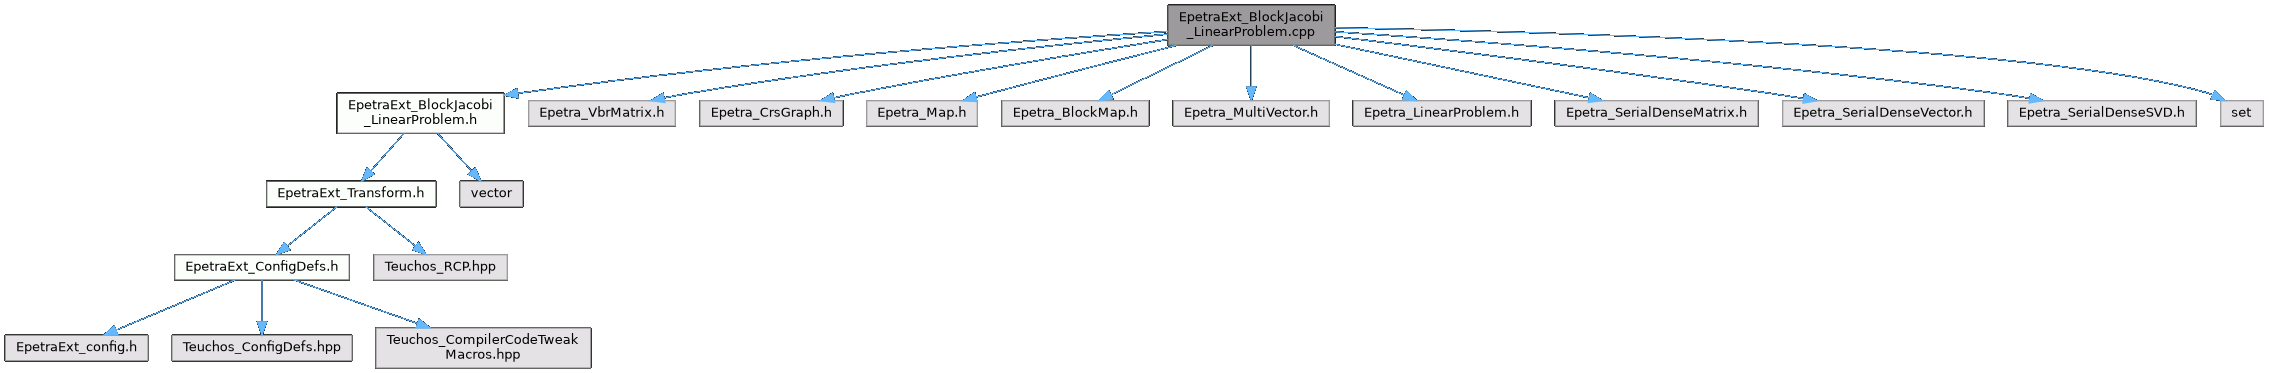 EpetraExt_BlockJacobi
_LinearProblem.cpp
EpetraExt_BlockJacobi
_LinearProblem.h
Epetra_VbrMatrix.h
Epetra_CrsGraph.h
Epetra_Map.h
Epetra_BlockMap.h
Epetra_MultiVector.h
Epetra_LinearProblem.h
Epetra_SerialDenseMatrix.h
Epetra_SerialDenseVector.h
Epetra_SerialDenseSVD.h
set
EpetraExt_Transform.h
vector
EpetraExt_ConfigDefs.h
Teuchos_RCP.hpp
EpetraExt_config.h
Teuchos_ConfigDefs.hpp
Teuchos_CompilerCodeTweak
Macros.hpp